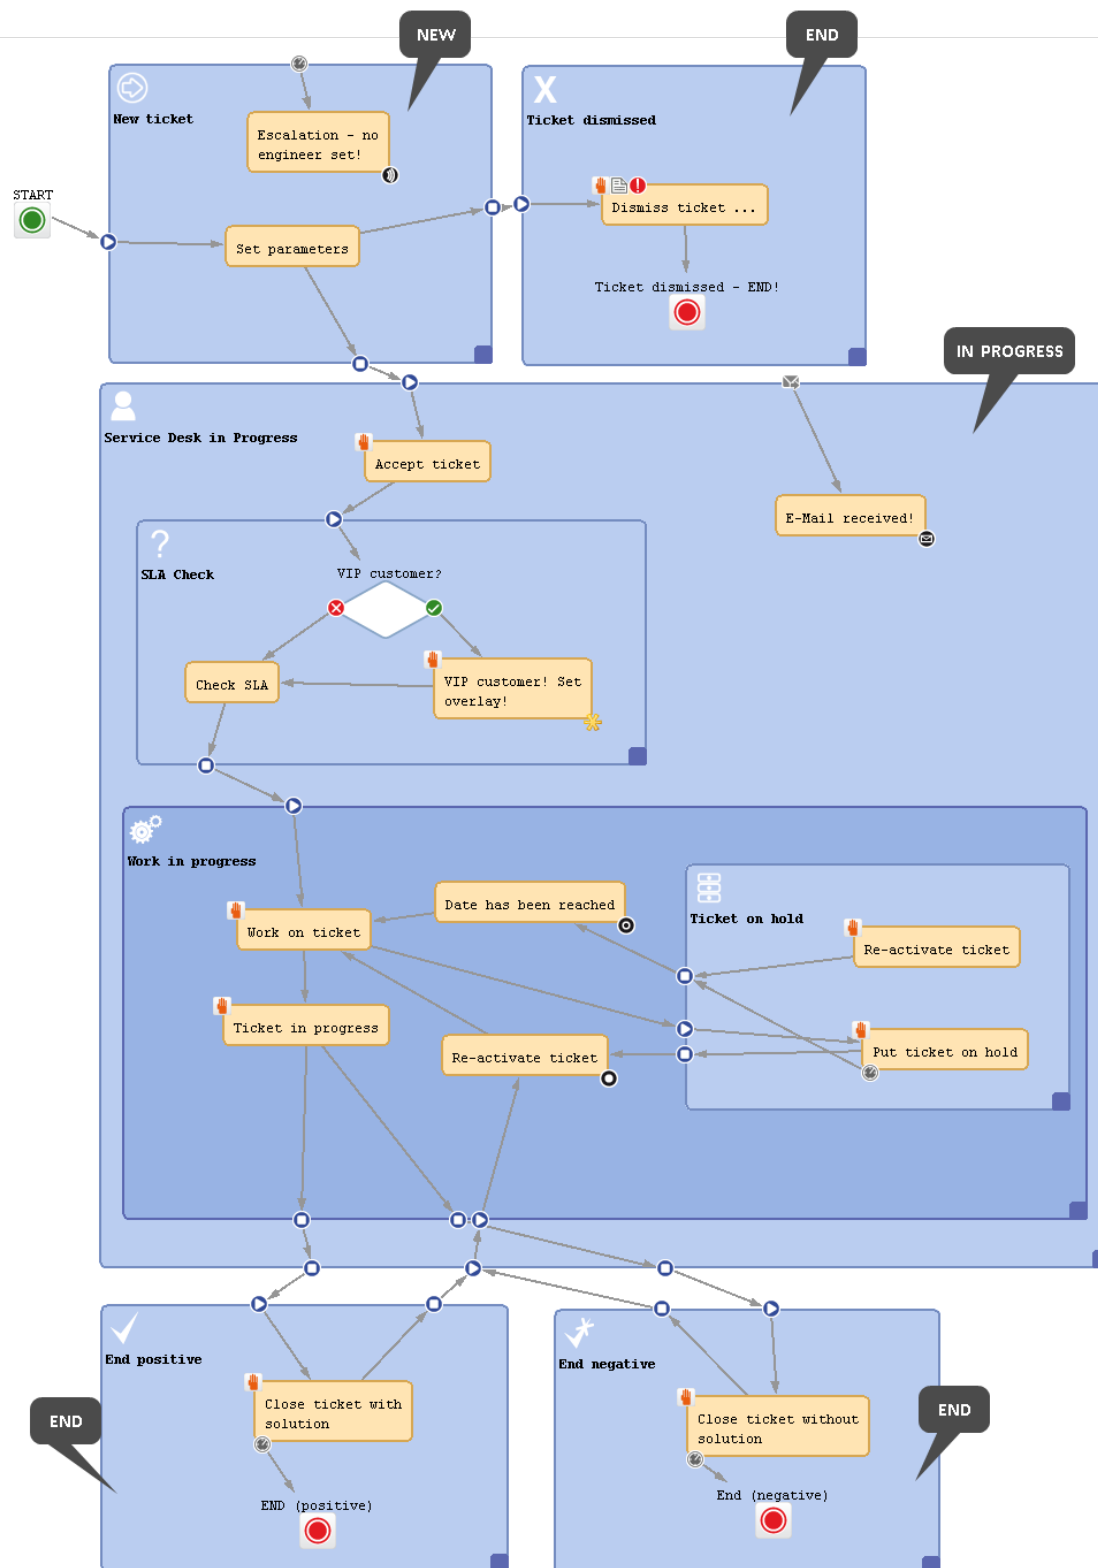 NEW
END
New ticket
Escalation - no
engineer set!
START
Set parameters
X
Ticket dismissed
Dismiss ticket ...
Ticket dismissed - END!
IN PROGRESS
Service Desk in Progress
Accept ticket
E-Mail received!
?
SLA Check
VIP customer?
Check SLA
VIP customer! Set
overlay!
Work in progress
Date has been reached
Work on ticket
Ticket on hold
Re-activate ticket
Ticket in progress
Re-activate ticket
Put ticket on hold
End positive
Close ticket with
solution
END
END (positive)
End negative
Close ticket without
solution
END
End (negative)